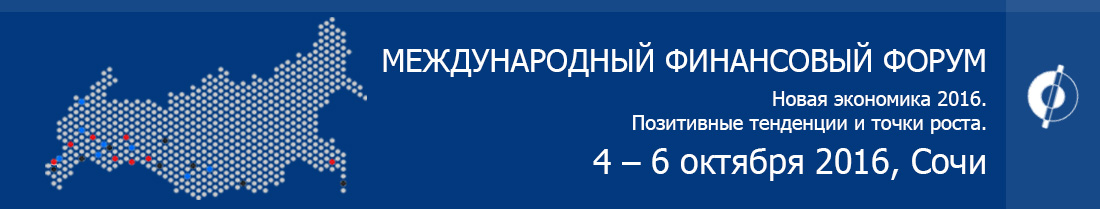 МЕЖДУНАРОДНЫЙ ФИНАНСОВЫЙ ФОРУМ
Новая экономика 2016.
Позитивные тенденции и точки роста.
4 – 6 октября 2016, Сочи